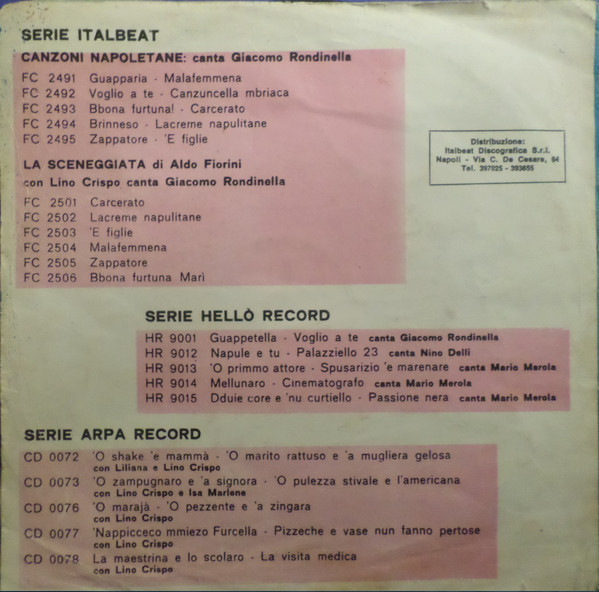 SERIE ITALBEAT
CANZONI NAPOLETANE: canta Giacomo Rondinella
FC 2491 Guapparia - Malafemmena
FC 2492 Voglio a te - Canzuncella mbriaca
FC 2493 Bbona furtuna! - Carcerato
FC 2494 Brinneso - Lacreme napulitane
FC 2495 Zappatore - 'E figlie
LA SCENEGGIATA di Aldo Fiorini
con Lino Crispo canta Giacomo Rondinella
FC 2501 Carcerato
FC 2502 Lacreme napulitane
FC 2503 'E figlie
FC 2504 Malafemmena
FC 2505 Zappatore
FC 2506 Bbona furtuna Marì
Distribuzione:
Italbeat Discografica S.r.l.
Napoli - Via C. De Cesare, 64
Tel. 397025 - 393655
SERIE HELLÒ RECORD
HR 9001 Guappetella - Voglio a te canta Giacomo Rondinella
HR 9012 Napule e tu - Palazziello 23 canta Nino Delli
HR 9013 'O primmo attore - Spusarizio 'e marenare canta Mario Merola
HR 9014 Mellunaro - Cinematografo canta Mario Merola
HR 9015 Dduie core e 'nu curtiello - Passione nera canta Mario Merola
SERIE ARPA RECORD
CD 0072 'O shake 'e mammà - 'O marito rattuso e 'a mugliera gelosa
con Liliana e Lino Crispo
CD 0073 'O zampugnaro e 'a signora - 'O pulezza stivale e l'americana
con Lino Crispo e Isa Marlene
CD 0076 'O marajà - 'O pezzente e 'a zingara
con Lino Crispo
CD 0077 'Nappicceco mmiezo Furcella - Pizzeche e vase nun fanno pertose
con Lino Crispo
CD 0078 La maestrina e lo scolaro - La visita medica
con Lino Crispo